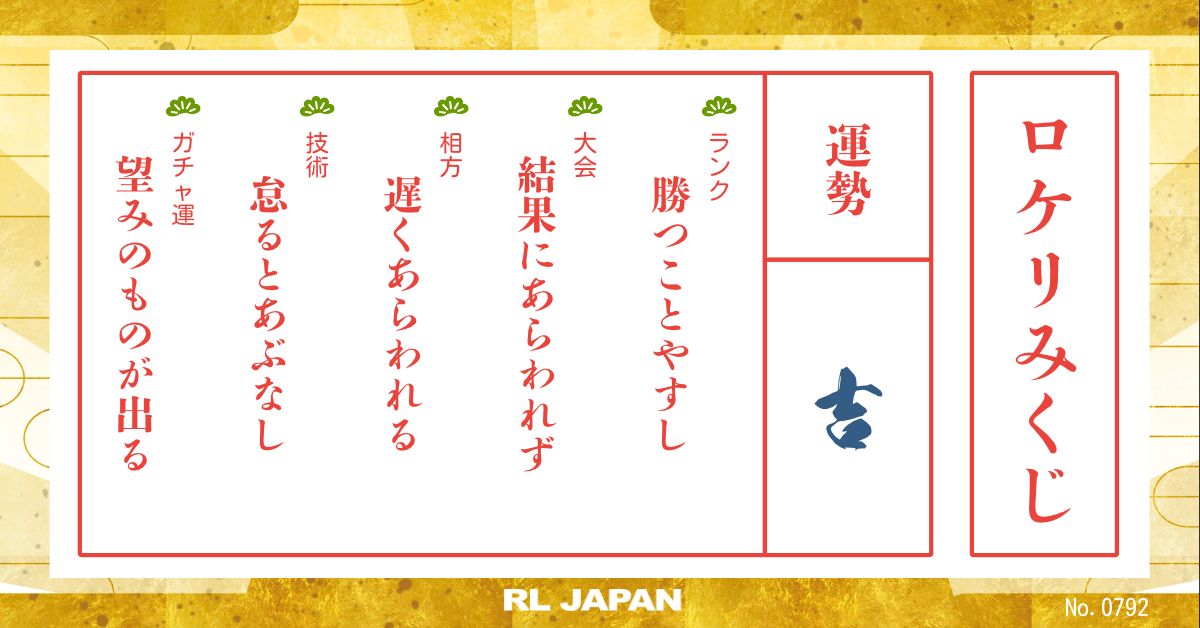 ロケリみくじ
運勢
吉
ランク
勝つことやすし
大会
結果にあらわれず
相方
遅くあらわれる
技術
怠るとあぶなし
ガチャ運
望みのものが出る
RL JAPAN
No. 0792